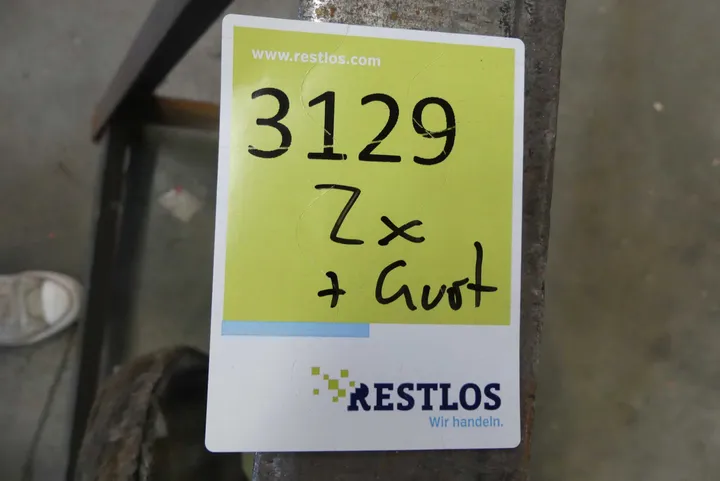 www.restlos.com
3129
2x
+ Gurt
RESTLOS
Wir handeln.